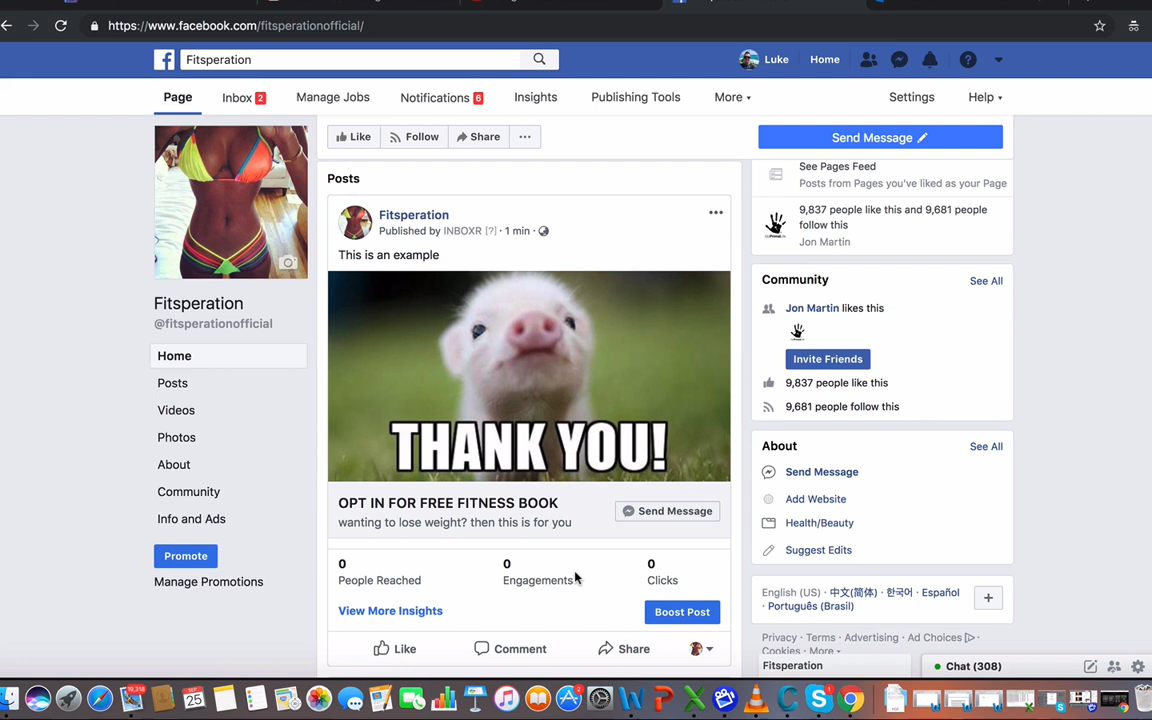 https://www.facebook.com/fitsperationofficial/
Fitsperation
Luke
Home
Page
Inbox 2
Manage Jobs
Notifications 6
Insights
Publishing Tools
More
Settings
Help
Like
Follow
Share
Send Message
Fitsperation
@fitsperationofficial
Home
Posts
Videos
Photos
About
Community
Info and Ads
Promote
Manage Promotions
Posts
Fitsperation
Published by INBOXR [?] · 1 min ·
This is an example
THANK YOU!
OPT IN FOR FREE FITNESS BOOK
wanting to lose weight? then this is for you
Send Message
0
People Reached
0
Engagements
0
Clicks
View More Insights
Boost Post
Like
Comment
Share
See Pages Feed
Posts from Pages you've liked as your Page
9,837 people like this and 9,681 people
follow this
Jon Martin
Community
See All
Jon Martin likes this
Invite Friends
9,837 people like this
9,681 people follow this
About
See All
Send Message
Add Website
Health/Beauty
Suggest Edits
English (US) · 中文(简体) · 한국어 · Español
· Português (Brasil)
Privacy · Terms · Advertising · Ad Choices ·
Cookies · More
Fitsperation
Chat (308)
19,318
SEP
25
2
1